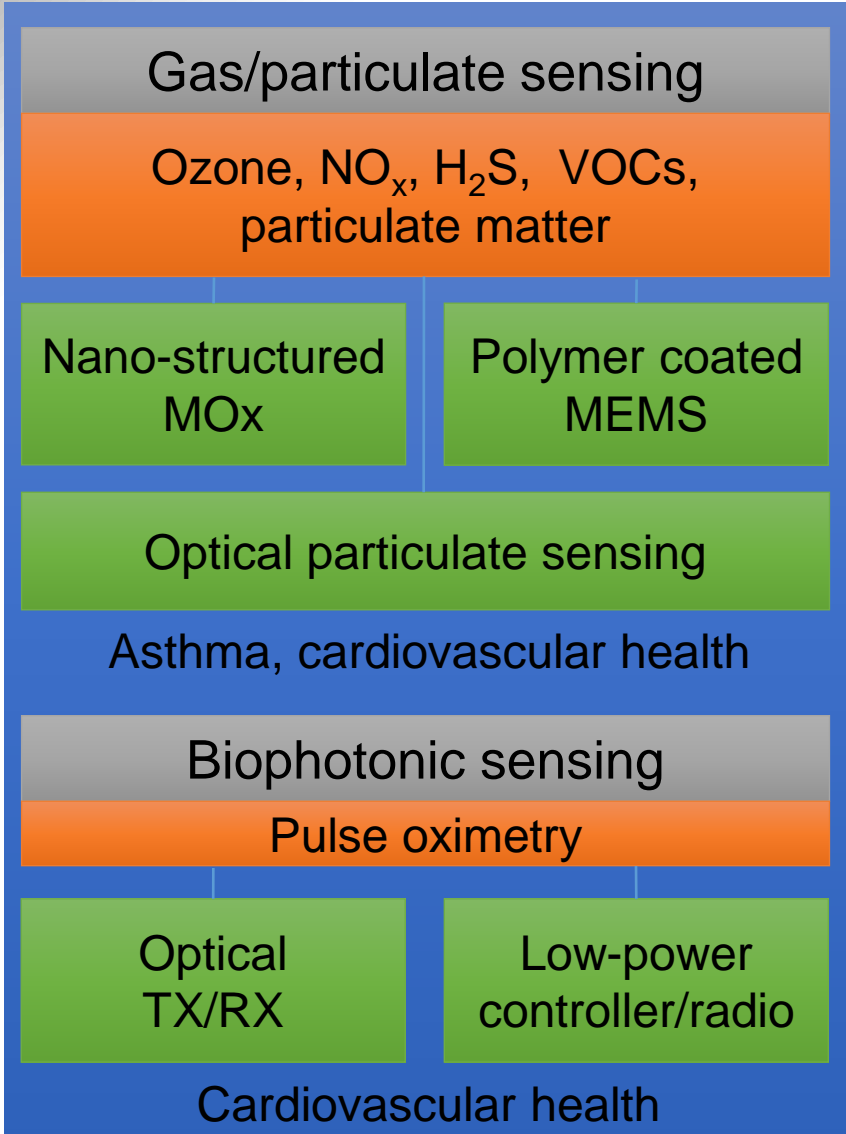 Gas/particulate sensing
Ozone, NOₓ, H₂S, VOCs,
particulate matter
Nano-structured
MOx
Polymer coated
MEMS
Optical particulate sensing
Asthma, cardiovascular health
Biophotonic sensing
Pulse oximetry
Optical
TX/RX
Low-power
controller/radio
Cardiovascular health